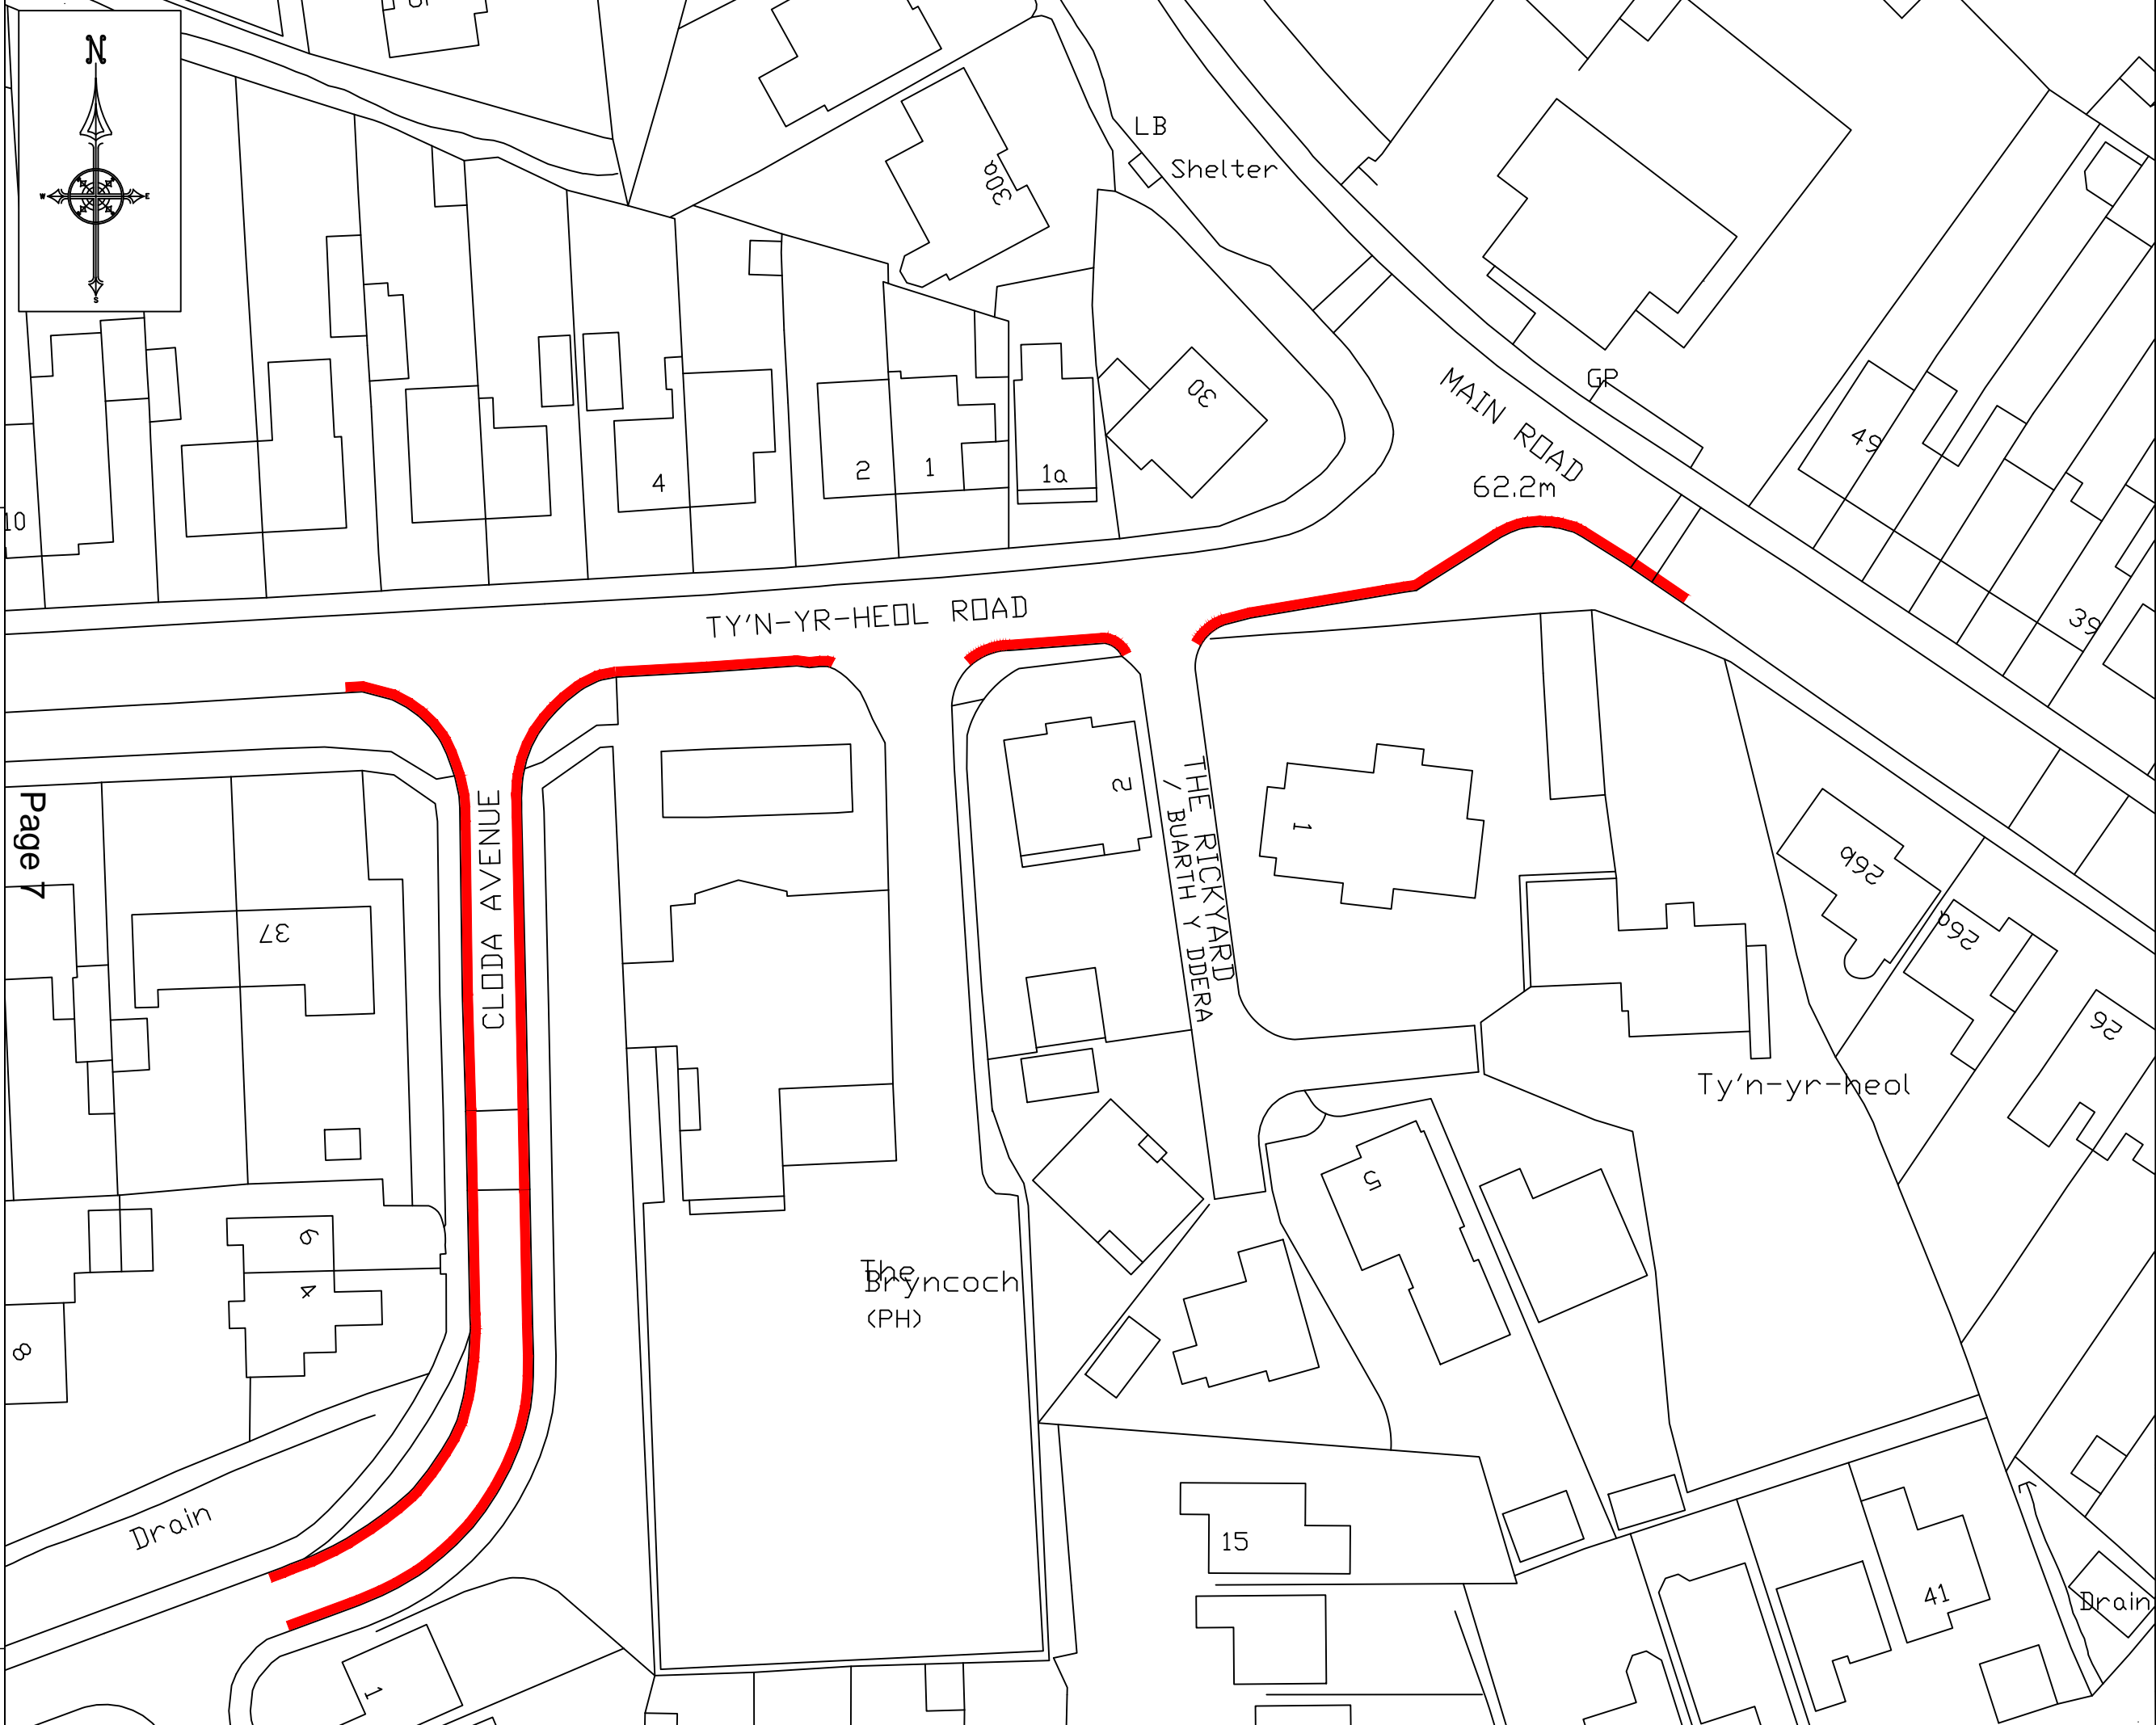 N
W
E
S
LB
Shelter
30a
30
GP
MAIN ROAD
62.2m
49
39
10
4
2
1
1a
TY'N-YR-HEOL ROAD
Page 7
37
CLODA AVENUE
2
THE RICKYARD
/ BUARTH Y DDERA
1
26b
26a
26
Ty'n-yr-heol
6
4
8
5
The
Bryncoch
(PH)
Drain
15
41
Drain
1